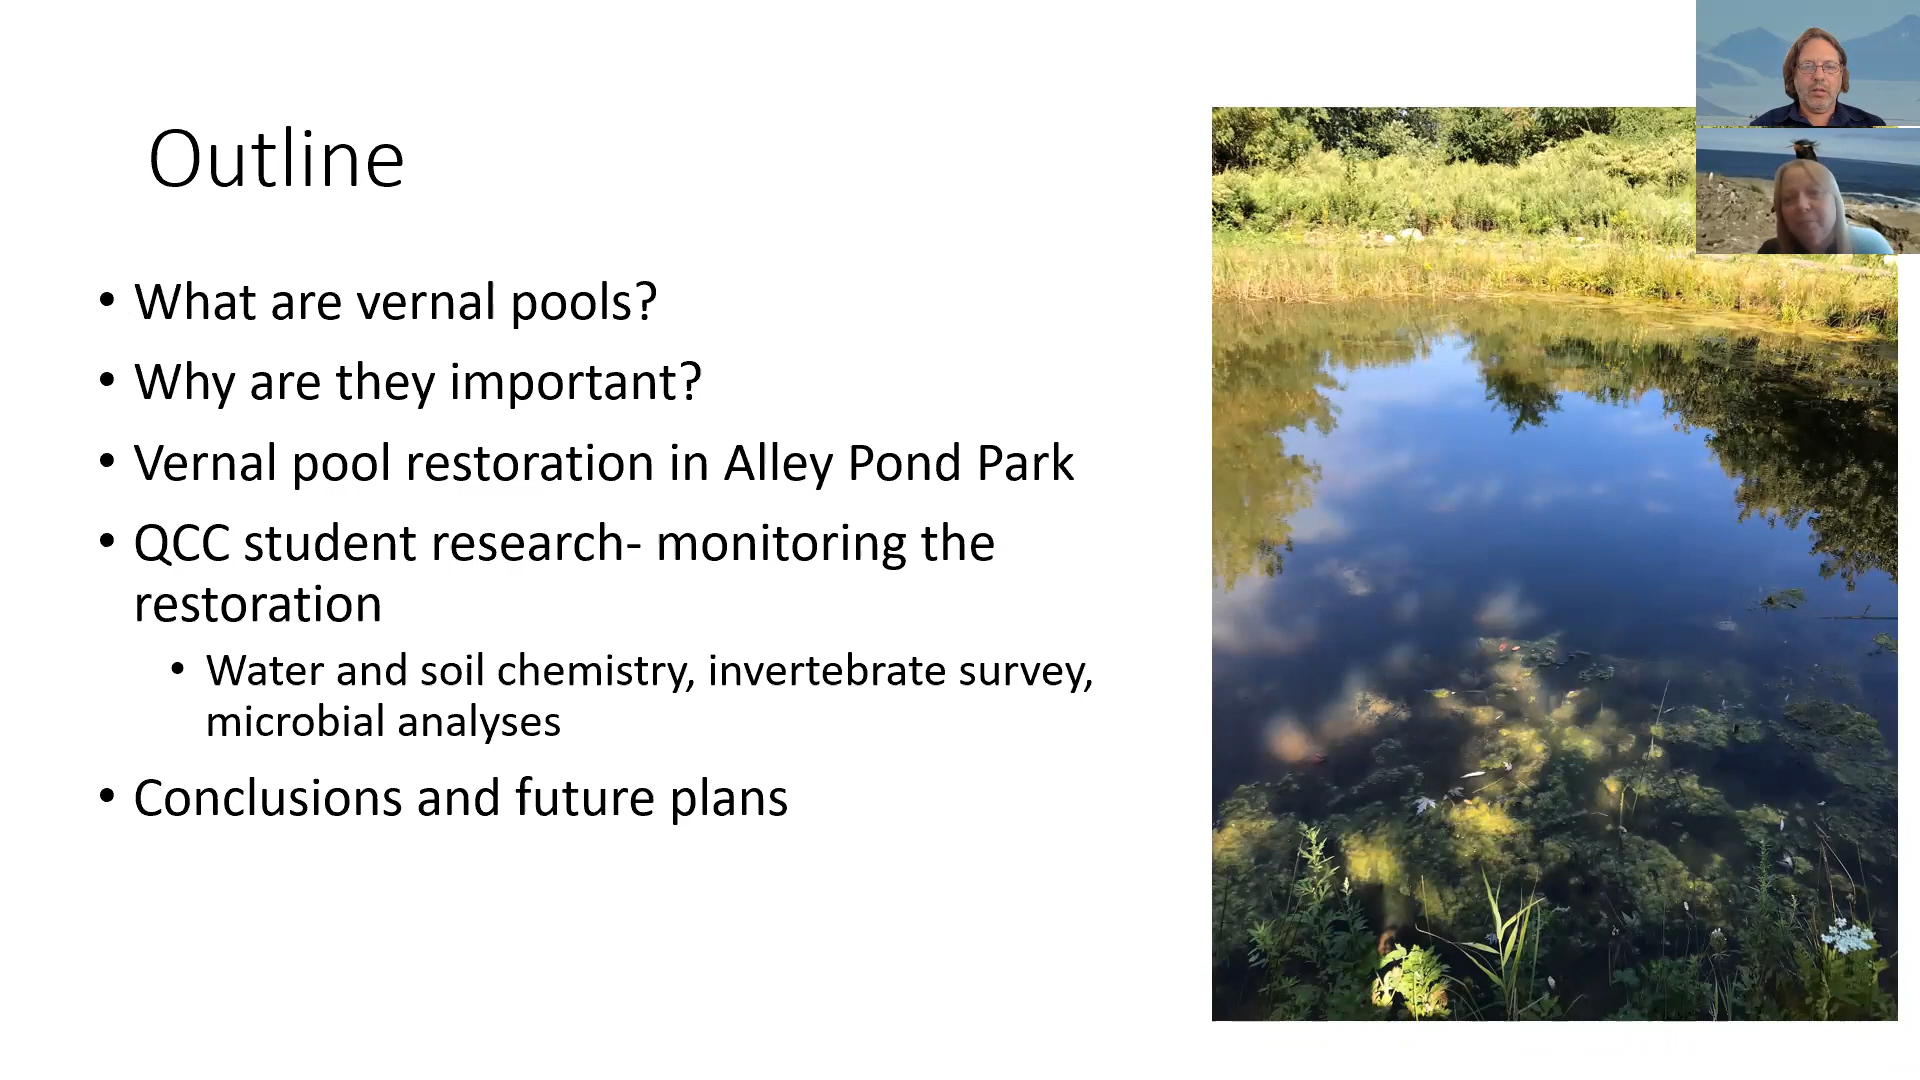 Outline
• What are vernal pools?
• Why are they important?
• Vernal pool restoration in Alley Pond Park
• QCC student research- monitoring the
restoration
• Water and soil chemistry, invertebrate survey,
microbial analyses
• Conclusions and future plans